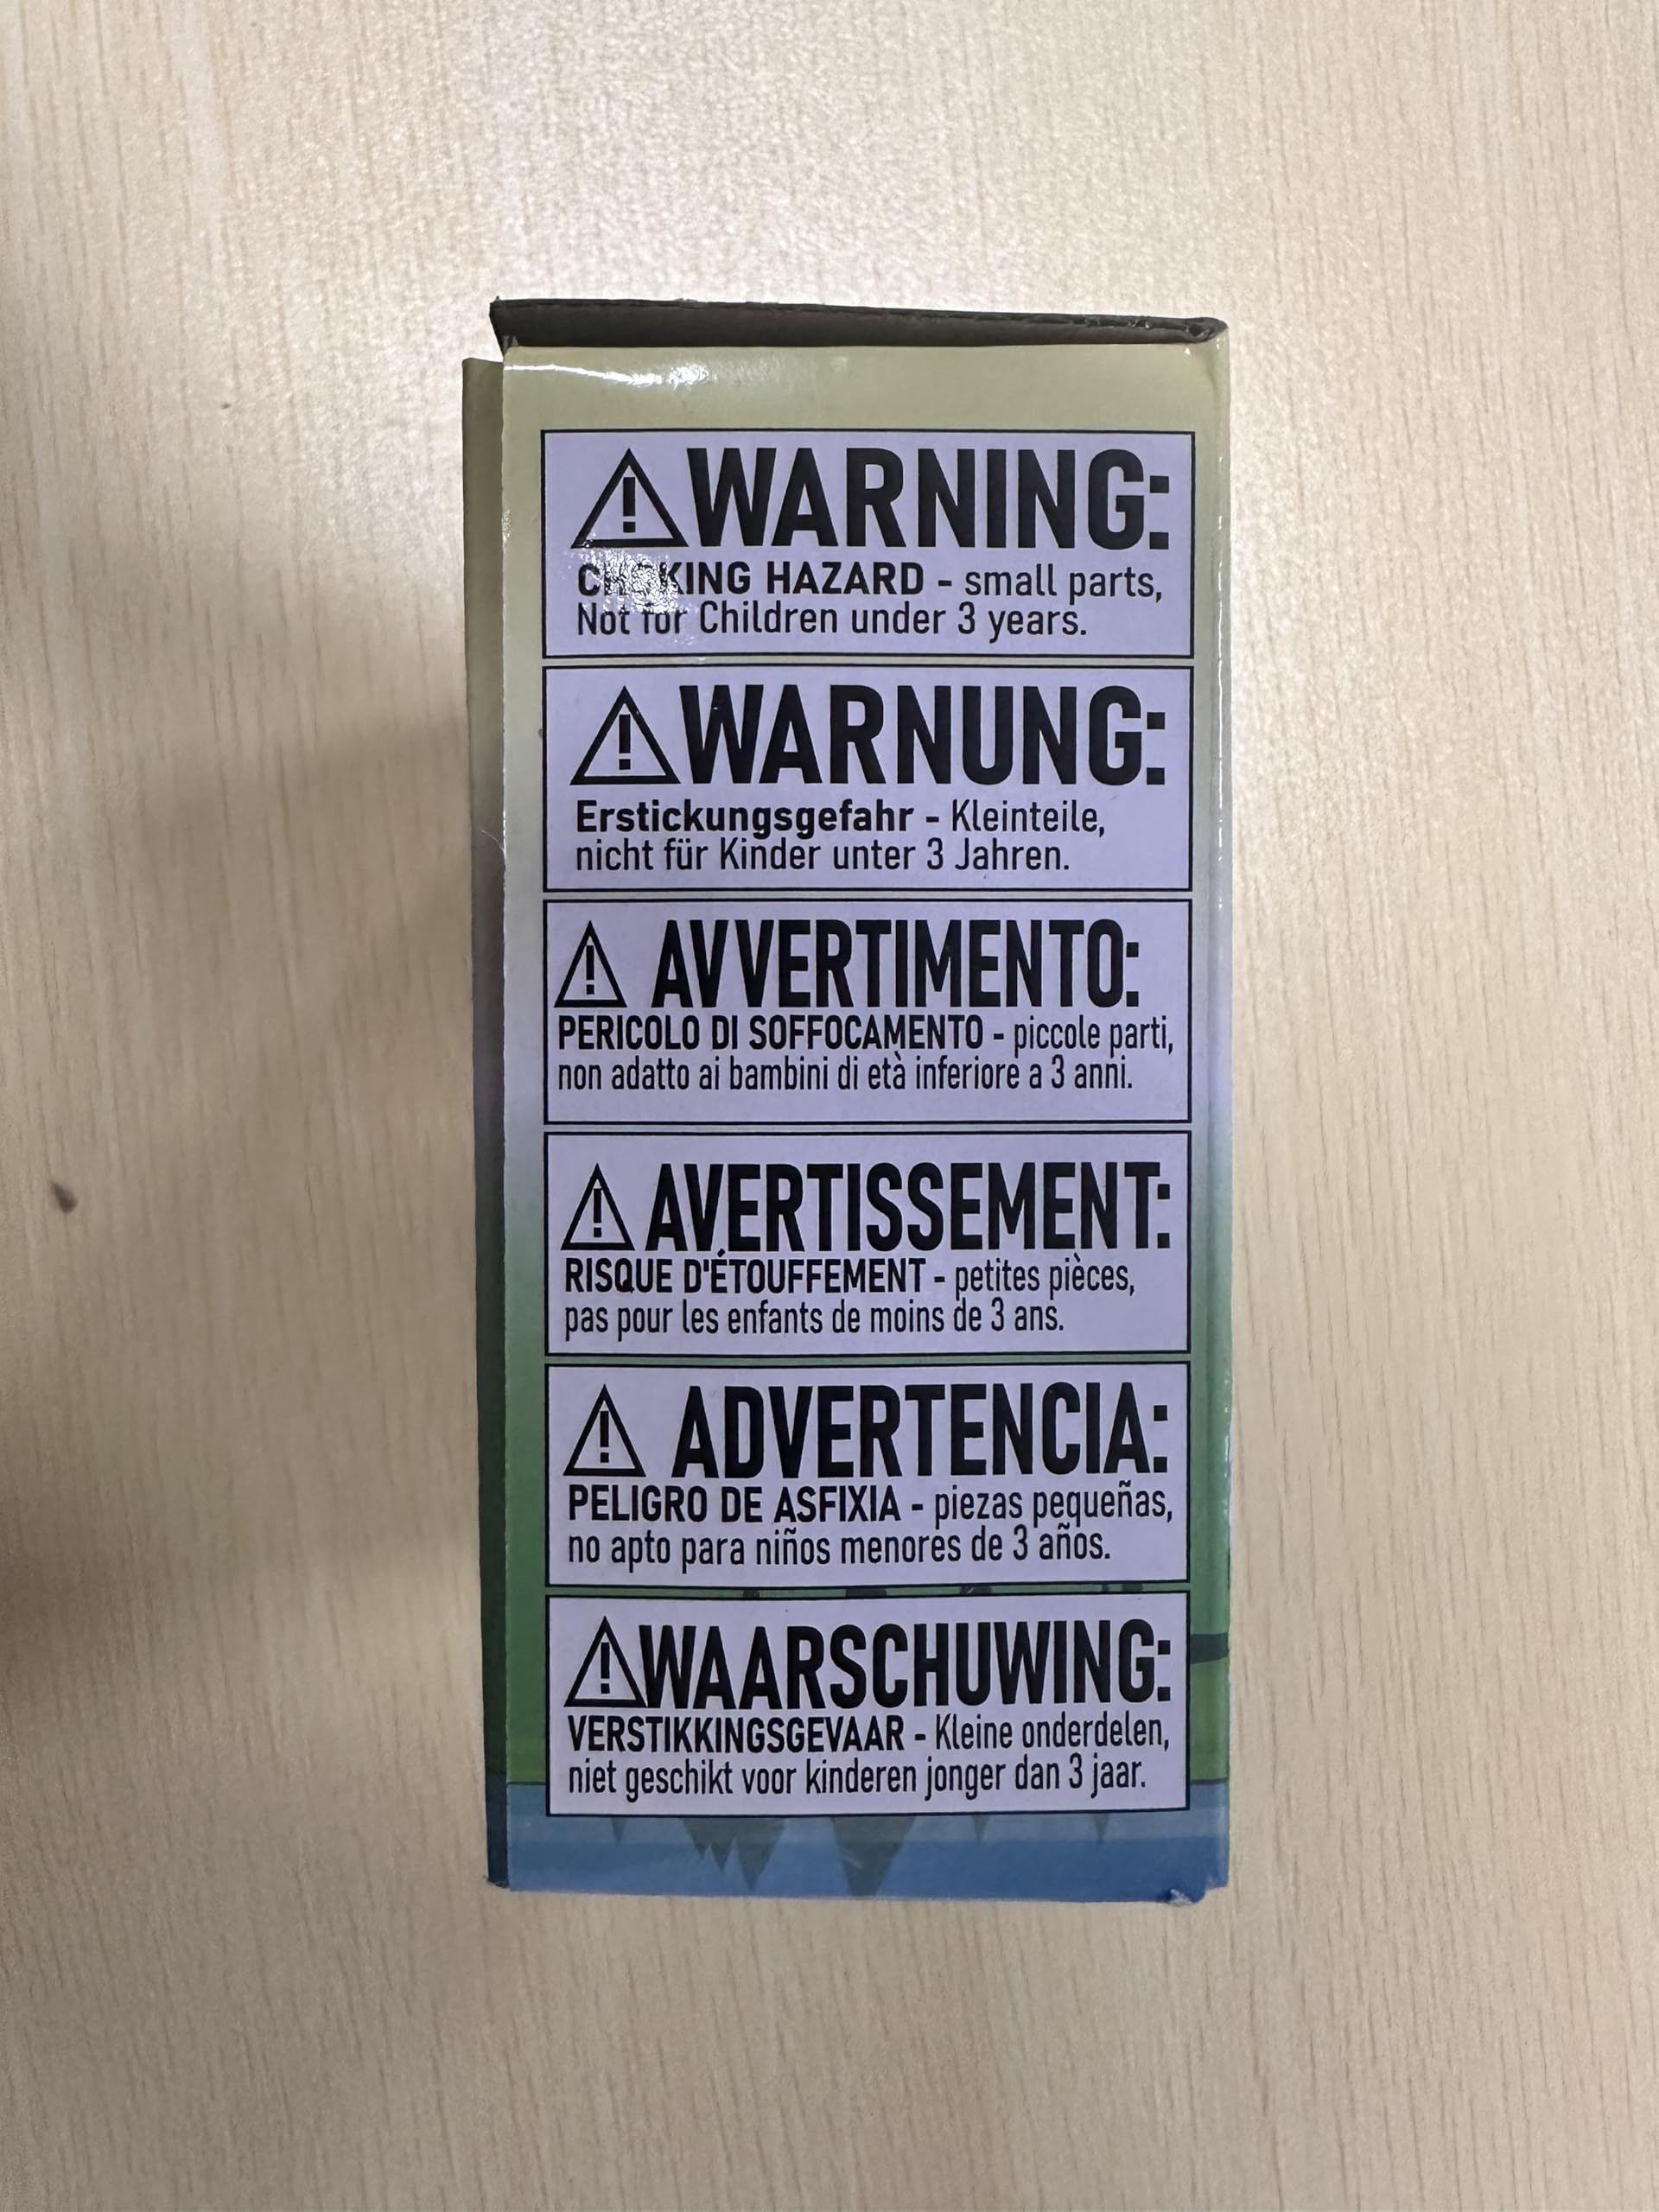 WARNING:
CHOKING HAZARD - small parts,
Not for Children under 3 years.
WARNUNG:
Erstickungsgefahr - Kleinteile,
nicht für Kinder unter 3 Jahren.
AVVERTIMENTO:
PERICOLO DI SOFFOCAMENTO - piccole parti,
non adatto ai bambini di età inferiore a 3 anni.
AVERTISSEMENT:
RISQUE D'ÉTOUFFEMENT - petites pièces,
pas pour les enfants de moins de 3 ans.
ADVERTENCIA:
PELIGRO DE ASFIXIA - piezas pequeñas,
no apto para niños menores de 3 años.
WAARSCHUWING:
VERSTIKKINGSGEVAAR - Kleine onderdelen,
niet geschikt voor kinderen jonger dan 3 jaar.